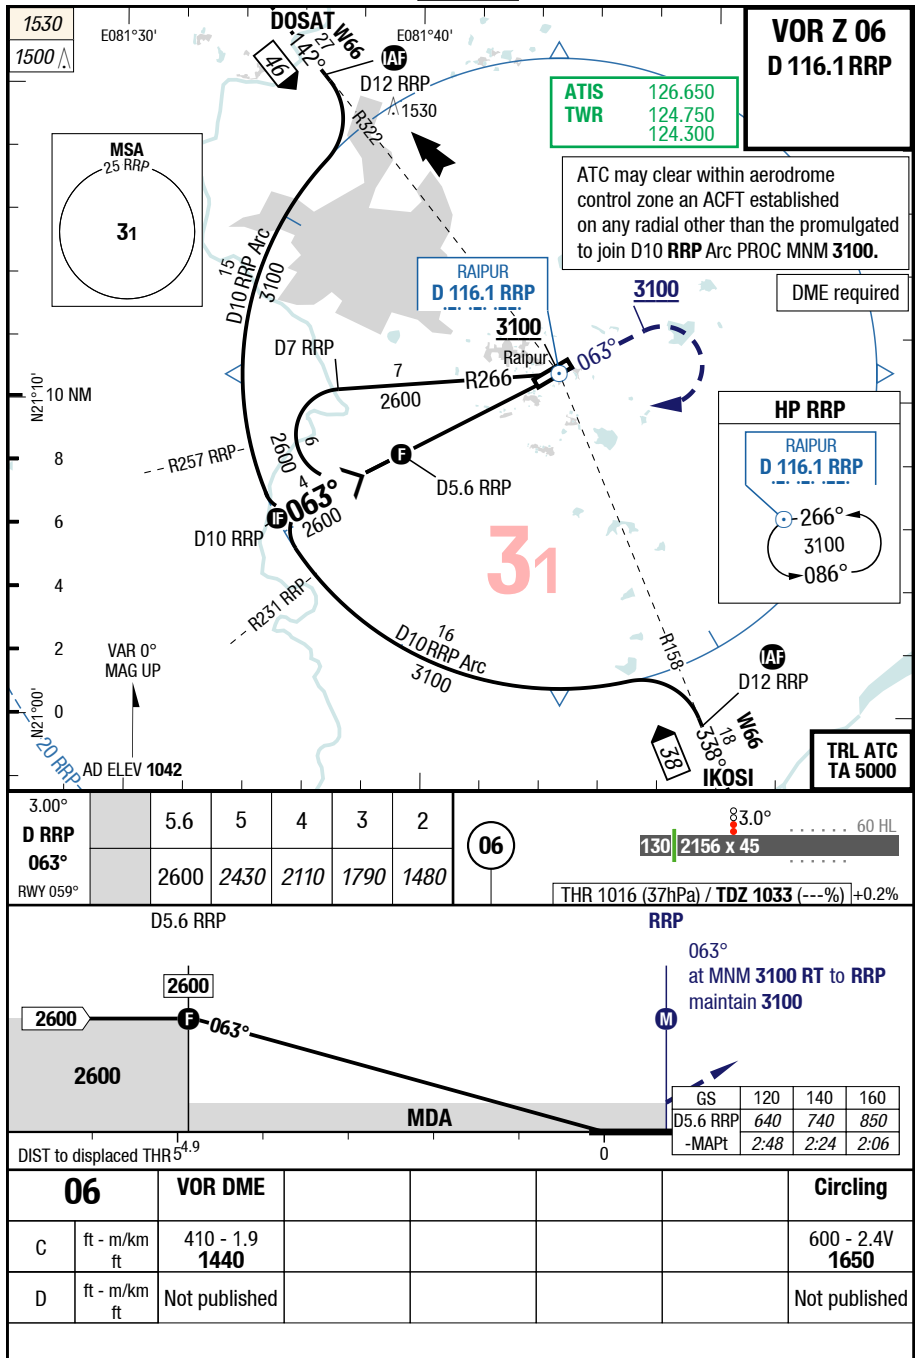 1530
1500
E081°30'
DOSAT
27
W66
142°
46
IAF
D12 RRP
1530
R322
E081°40'
VOR Z 06
D 116.1 RRP
ATIS 126.650
TWR 124.750
124.300
ATC may clear within aerodrome
control zone an ACFT established
on any radial other than the promulgated
to join D10 RRP Arc PROC MNM 3100.
DME required
MSA
25 RRP
31
15
D10 RRP Arc
3100
RAIPUR
D 116.1 RRP
3100
Raipur
3100
063°
D7 RRP
7
R266
2600
N21°10'
10 NM
8
6
4
2
0
N21°00'
R257 RRP
6
2600
4
063°
2600
F
D5.6 RRP
IF
D10 RRP
HP RRP
RAIPUR
D 116.1 RRP
266°
3100
086°
31
R231 RRP
16
D10 RRP Arc
3100
R158
IAF
D12 RRP
W66
18
338°
38
IKOSI
VAR 0°
MAG UP
20 RRP
AD ELEV 1042
TRL ATC
TA 5000
3.00°
D RRP 5.6 5 4 3 2
063° 2600 2430 2110 1790 1480
RWY 059°
06
3.0°
60 HL
130 2156 x 45
THR 1016 (37hPa) / TDZ 1033 (---%) +0.2%
D5.6 RRP
RRP
063°
at MNM 3100 RT to RRP
maintain 3100
2600
2600
F
063°
M
2600
MDA
GS 120 140 160
D5.6 RRP 640 740 850
-MAPt 2:48 2:24 2:06
DIST to displaced THR 5 4.9 0
06 VOR DME Circling
C ft - m/km 410 - 1.9 600 - 2.4V
ft 1440 1650
D ft - m/km Not published Not published
ft